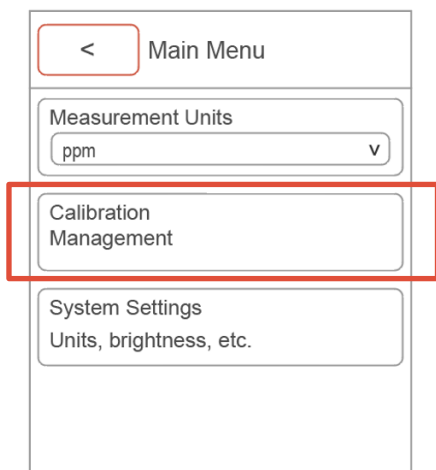 < Main Menu
Measurement Units
ppm v
Calibration
Management
System Settings
Units, brightness, etc.